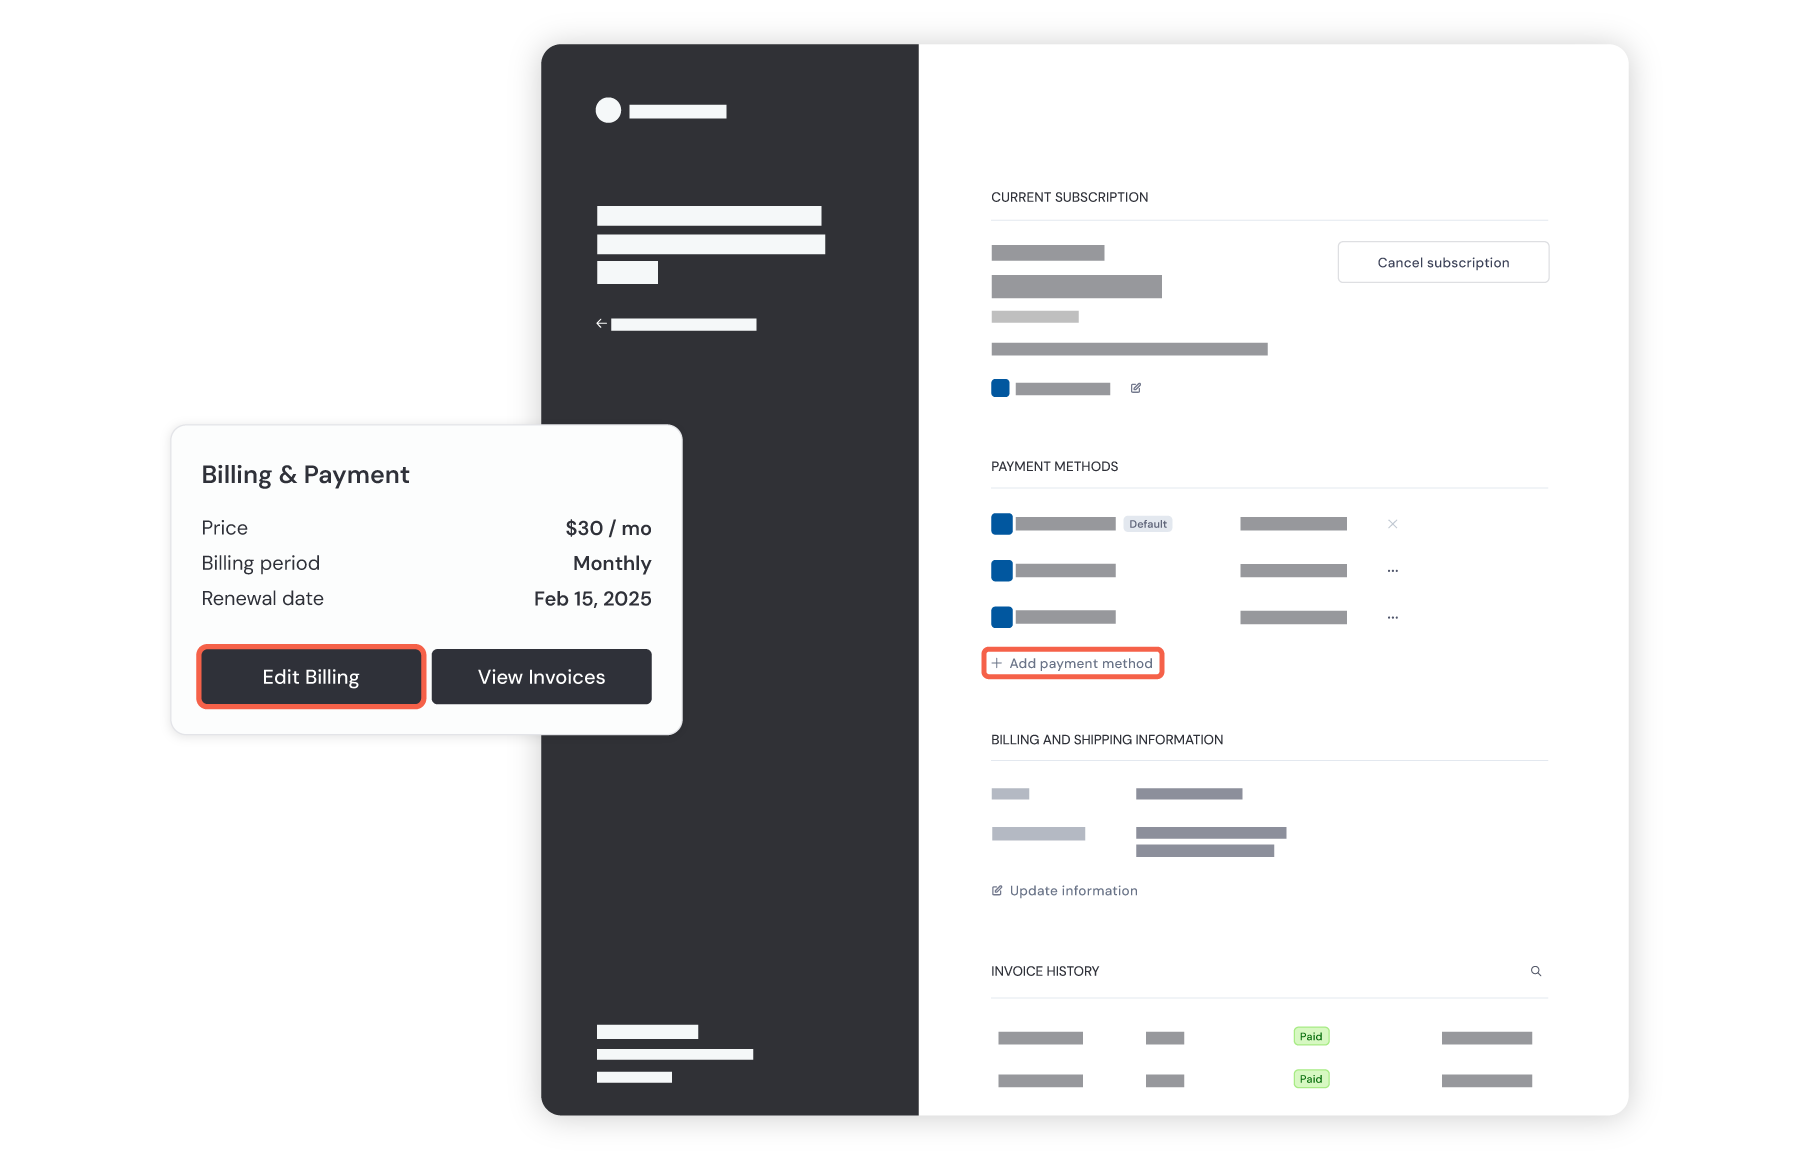 Billing & Payment
Price $30 / mo
Billing period Monthly
Renewal date Feb 15, 2025
Edit Billing View Invoices
CURRENT SUBSCRIPTION
Cancel subscription
PAYMENT METHODS
Default
+ Add payment method
BILLING AND SHIPPING INFORMATION
Update information
INVOICE HISTORY
Paid
Paid